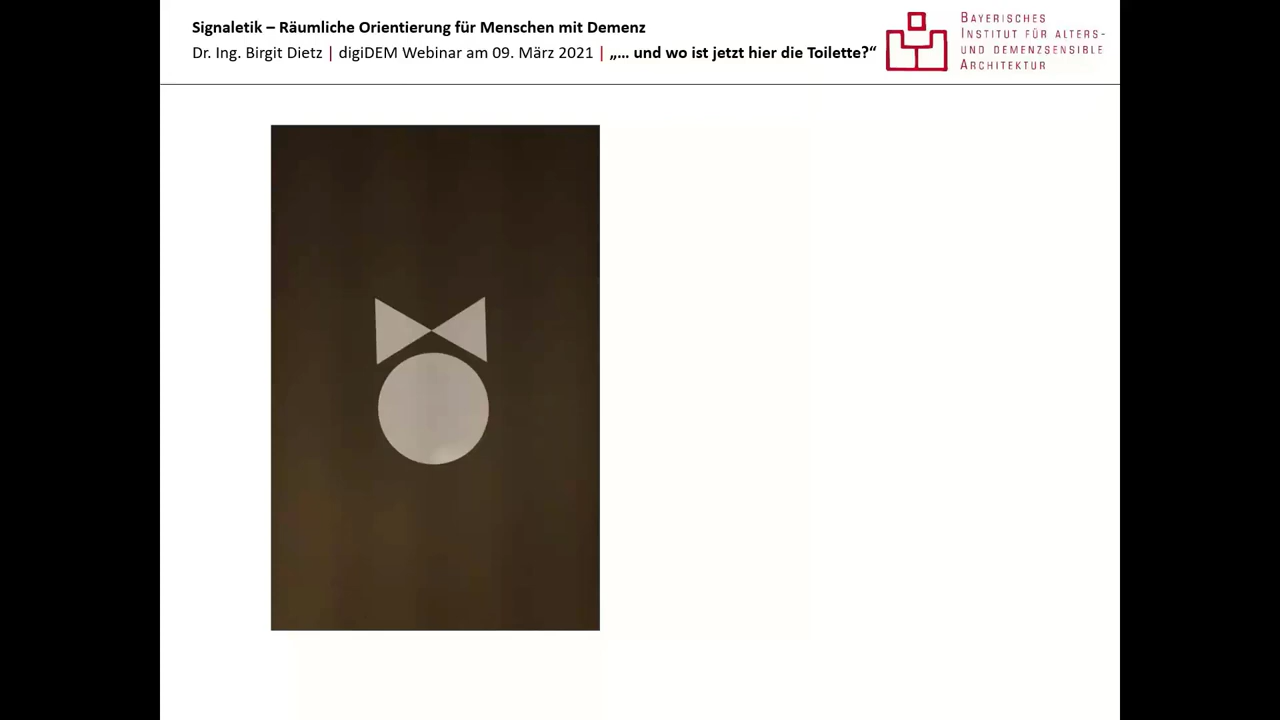 Signaletik – Räumliche Orientierung für Menschen mit Demenz
Dr. Ing. Birgit Dietz | digiDEM Webinar am 09. März 2021 | „… und wo ist jetzt hier die Toilette?“
BAYERISCHES
INSTITUT FÜR ALTERS-
UND DEMENZSENSIBLE
ARCHITEKTUR